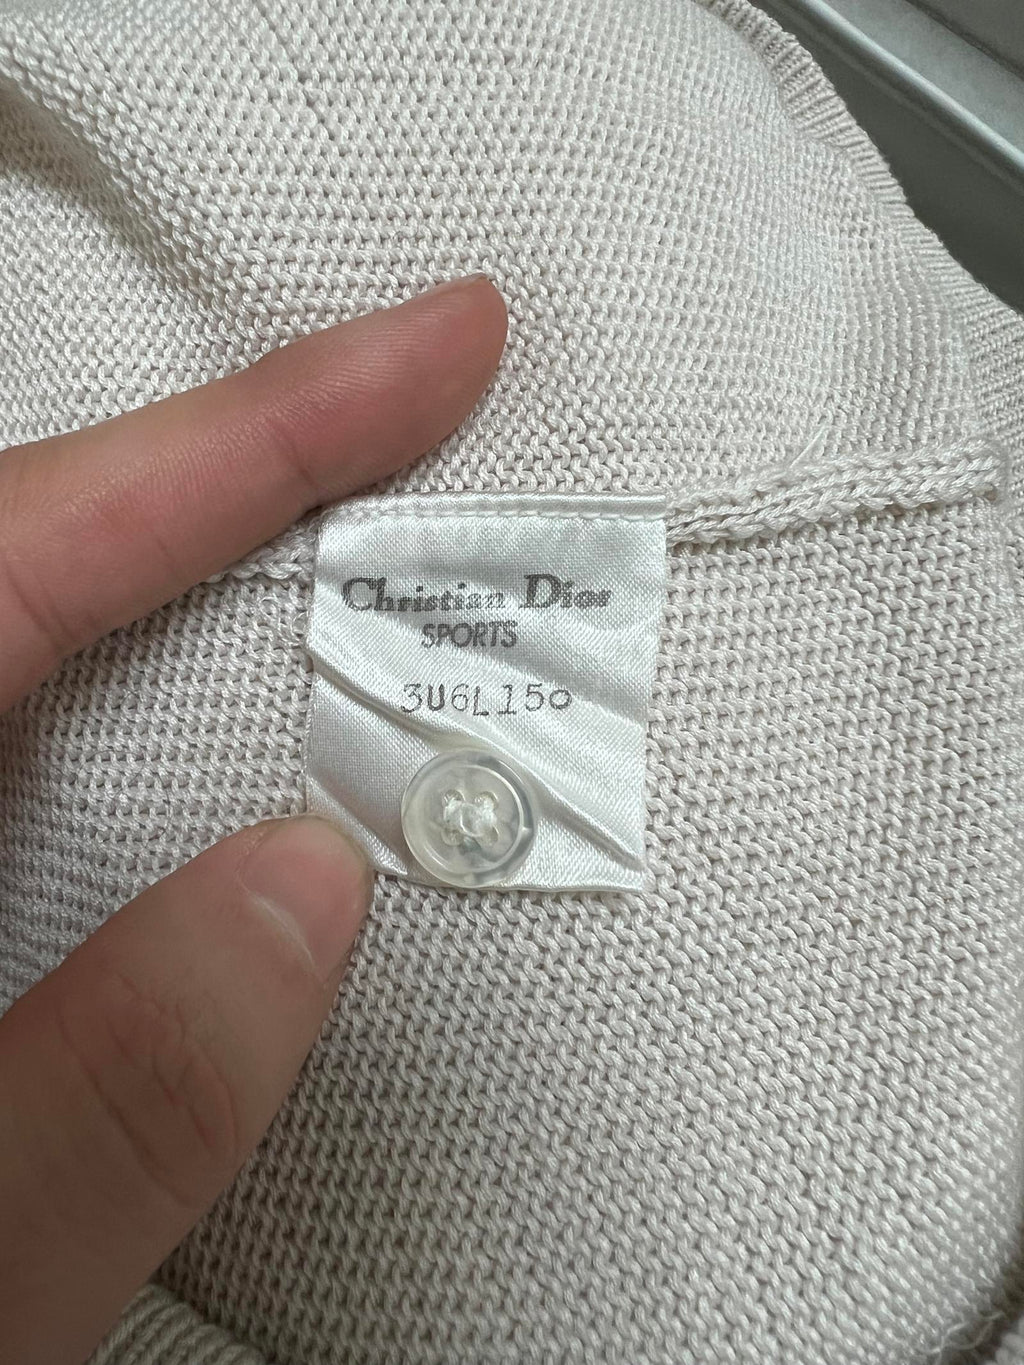 Christian Dior
SPORTS
3U6L150